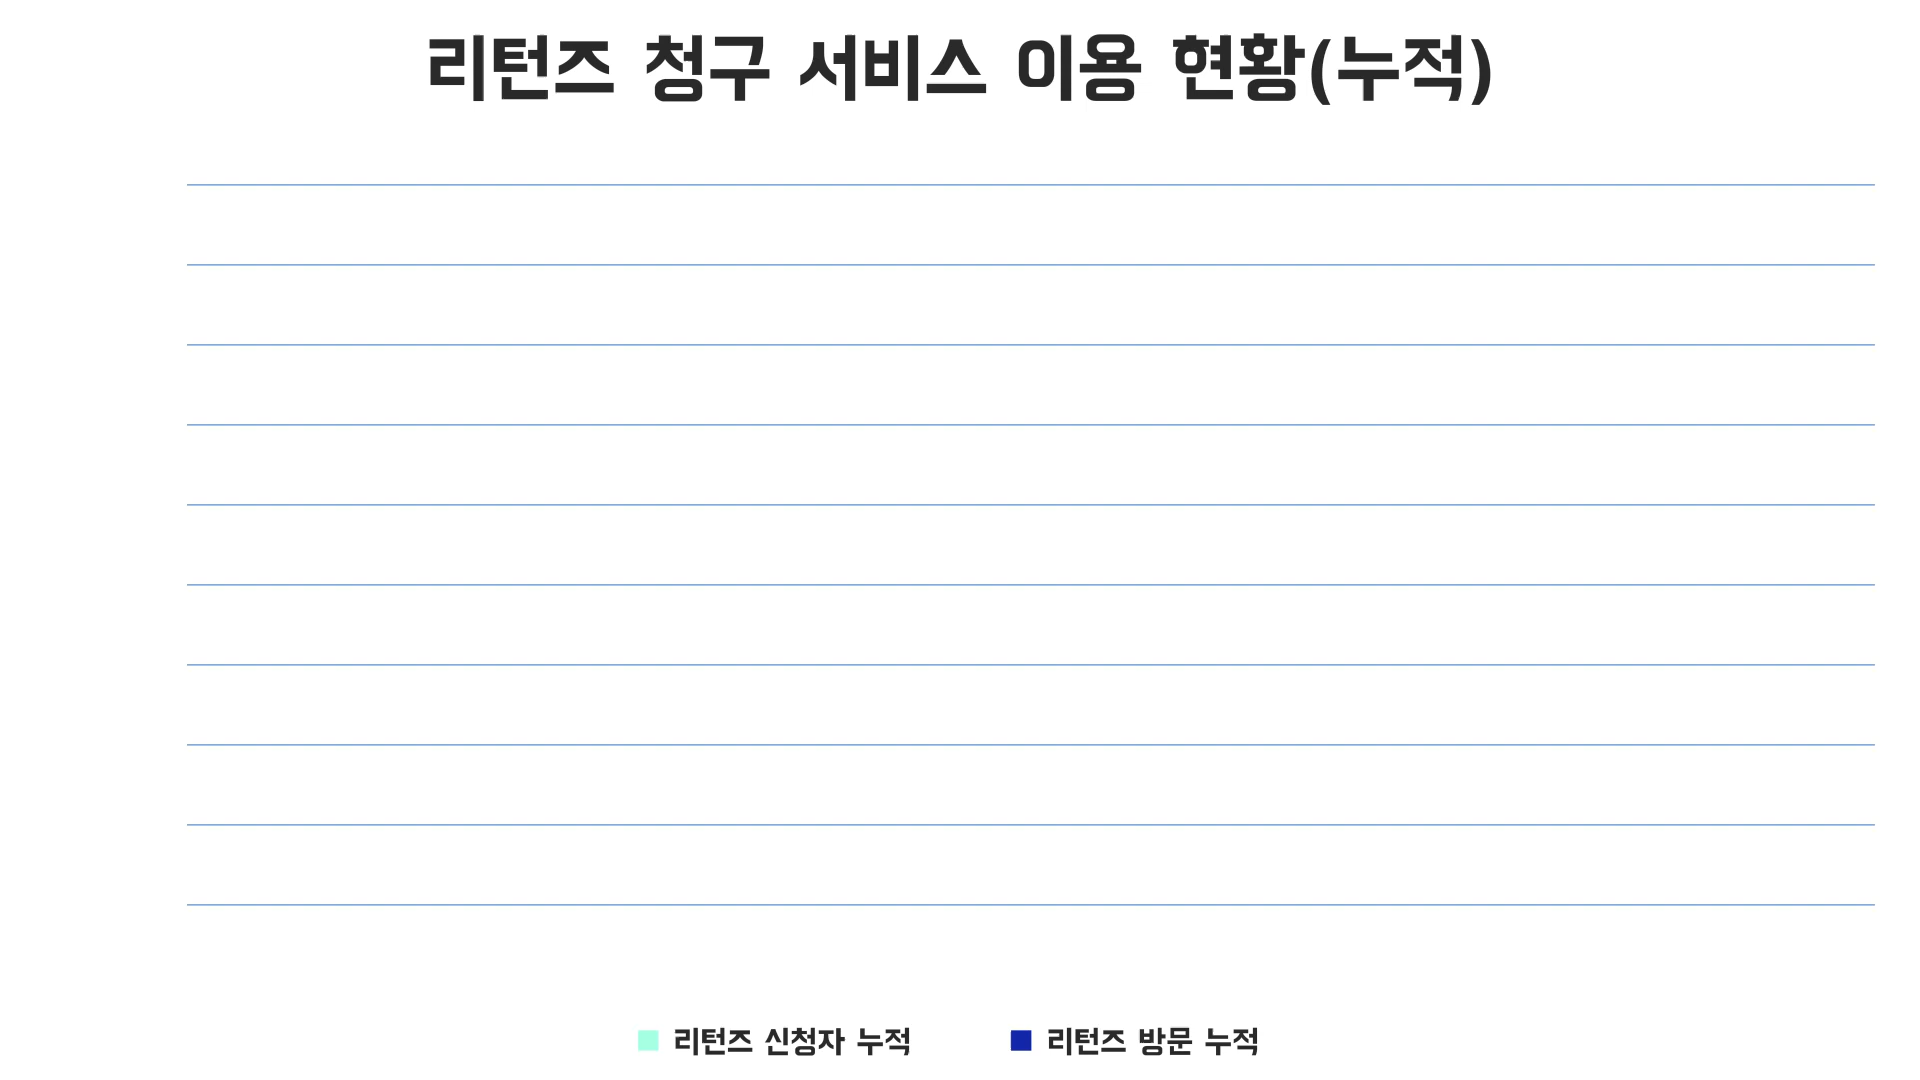 리턴즈 청구 서비스 이용 현황(누적)
리턴즈 신청자 누적
리턴즈 방문 누적